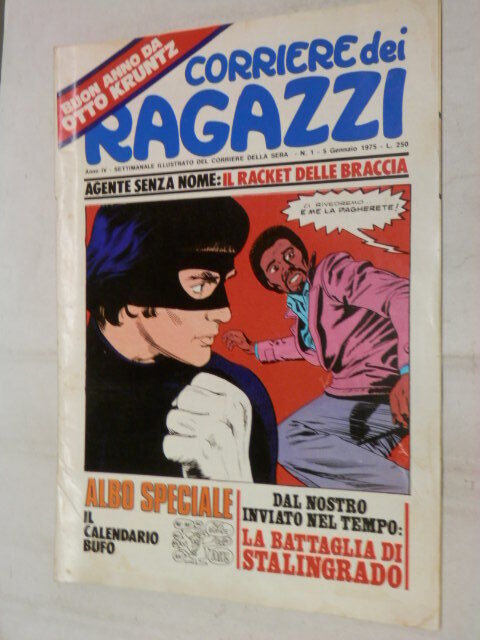 BUON ANNO DA
OTTO KRUNTZ
CORRIERE dei
RAGAZZI
Anno IV - SETTIMANALE ILLUSTRATO DEL CORRIERE DELLA SERA - N. 1 - 5 Gennaio 1975 - L. 250
AGENTE SENZA NOME: IL RACKET DELLE BRACCIA
CI RIVEDREMO
E ME LA PAGHERETE!
ALBO SPECIALE
IL
CALENDARIO
BUFO
DAL NOSTRO
INVIATO NEL TEMPO:
LA BATTAGLIA DI
STALINGRADO